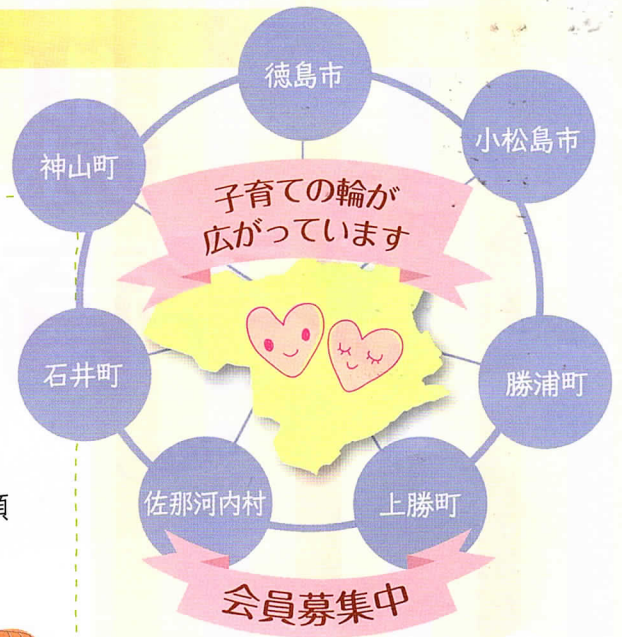 徳島市
小松島市
神山町
子育ての輪が
広がっています
石井町
勝浦町
佐那河内村
上勝町
会員募集中